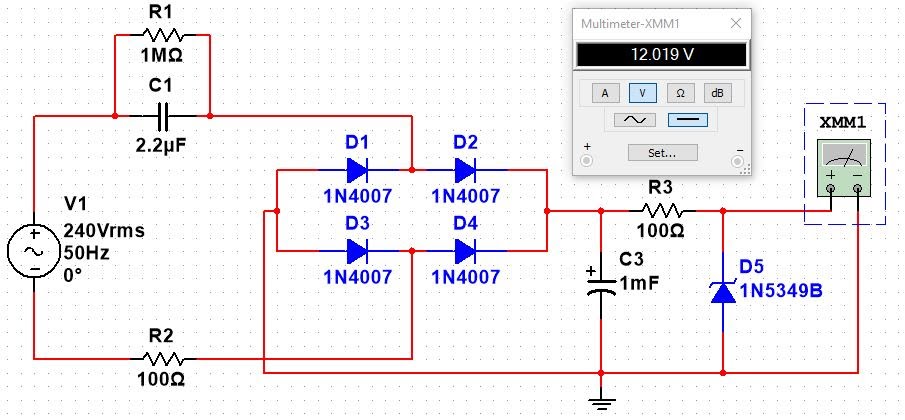 R1
1MΩ
C1
2.2µF
Multimeter-XMM1
12.019 V
A V Ω dB
+ −
Set...
XMM1
+ −
V1
240Vrms
50Hz
0°
+
−
D1
1N4007
D2
1N4007
D3
1N4007
D4
1N4007
R3
100Ω
+
C3
1mF
D5
1N5349B
R2
100Ω